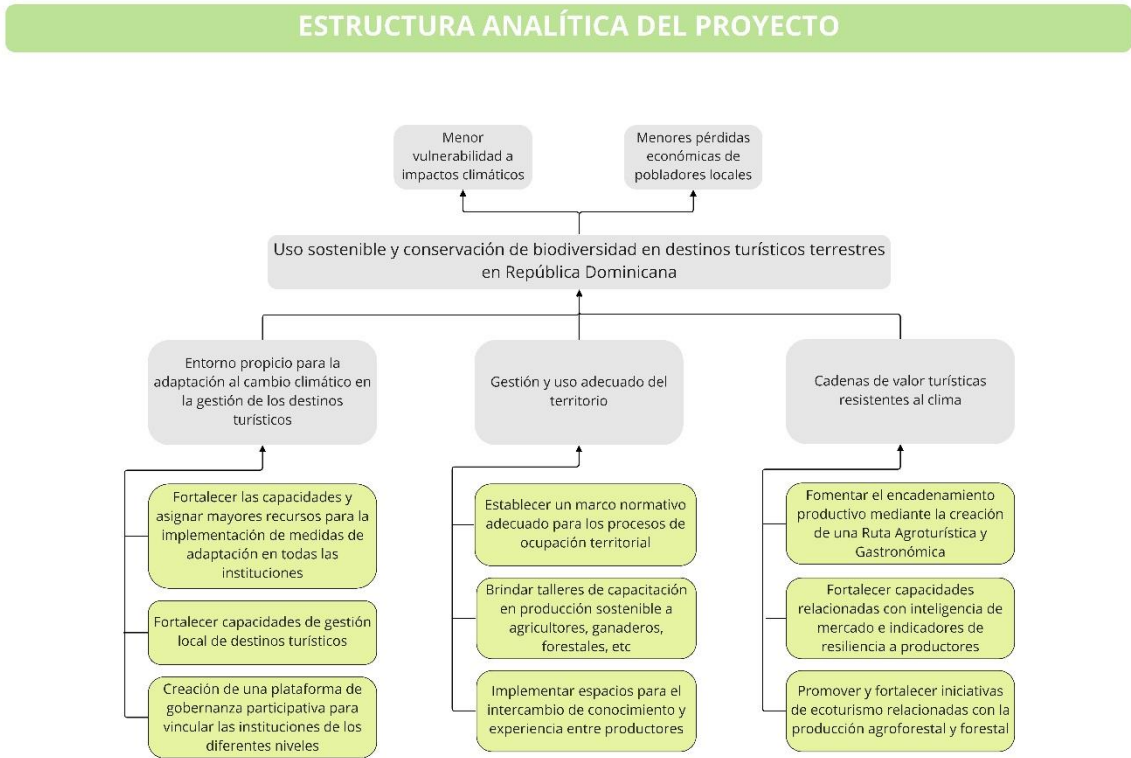 ESTRUCTURA ANALÍTICA DEL PROYECTO
Menor
vulnerabilidad a
impactos climáticos
Menores pérdidas
económicas de
pobladores locales
Uso sostenible y conservación de biodiversidad en destinos turísticos terrestres
en República Dominicana
Entorno propicio para la
adaptación al cambio climático en
la gestión de los destinos
turísticos
Gestión y uso adecuado del
territorio
Cadenas de valor turísticas
resistentes al clima
Fortalecer las capacidades y
asignar mayores recursos para la
implementación de medidas de
adaptación en todas las
instituciones
Fortalecer capacidades de gestión
local de destinos turísticos
Creación de una plataforma de
gobernanza participativa para
vincular las instituciones de los
diferentes niveles
Establecer un marco normativo
adecuado para los procesos de
ocupación territorial
Brindar talleres de capacitación
en producción sostenible a
agricultores, ganaderos,
forestales, etc
Implementar espacios para el
intercambio de conocimiento y
experiencia entre productores
Fomentar el encadenamiento
productivo mediante la creación
de una Ruta Agroturística y
Gastronómica
Fortalecer capacidades
relacionadas con inteligencia de
mercado e indicadores de
resiliencia a productores
Promover y fortalecer iniciativas
de ecoturismo relacionadas con la
producción agroforestal y forestal